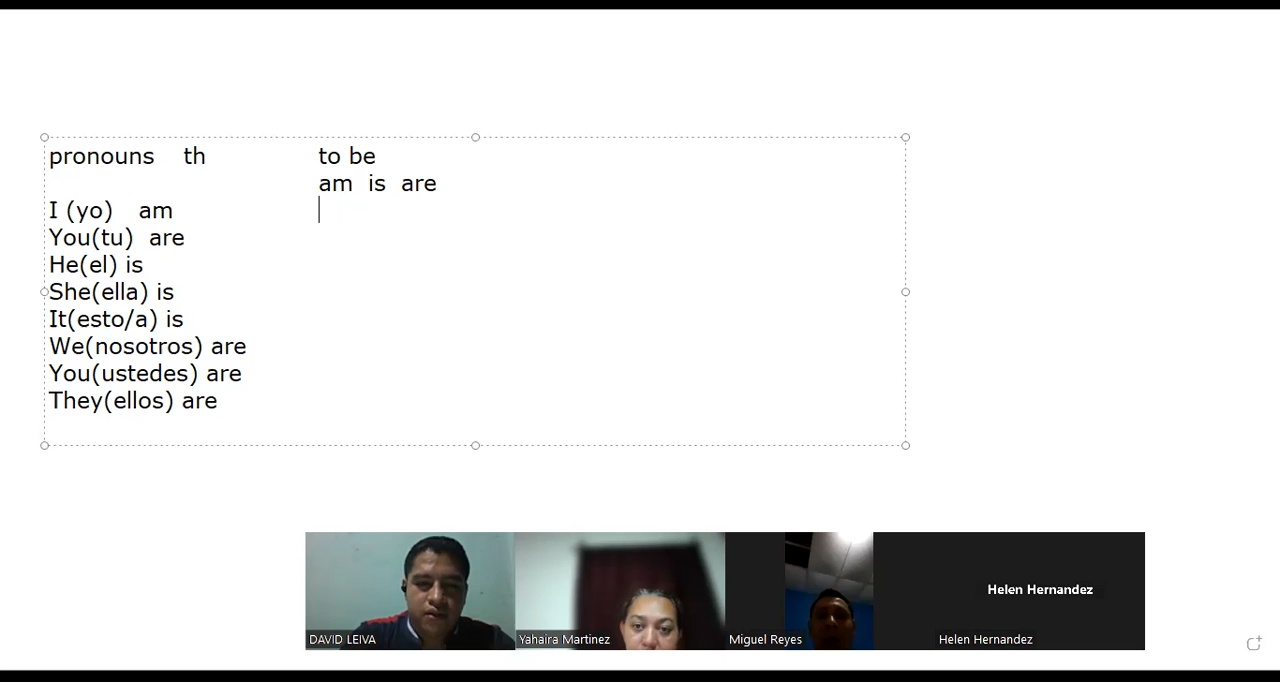 pronouns th to be
am is are
I (yo) am
You(tu) are
He(el) is
She(ella) is
It(esto/a) is
We(nosotros) are
You(ustedes) are
They(ellos) are
Helen Hernandez
DAVID LEIVA Yahaira Martinez Miguel Reyes Helen Hernandez